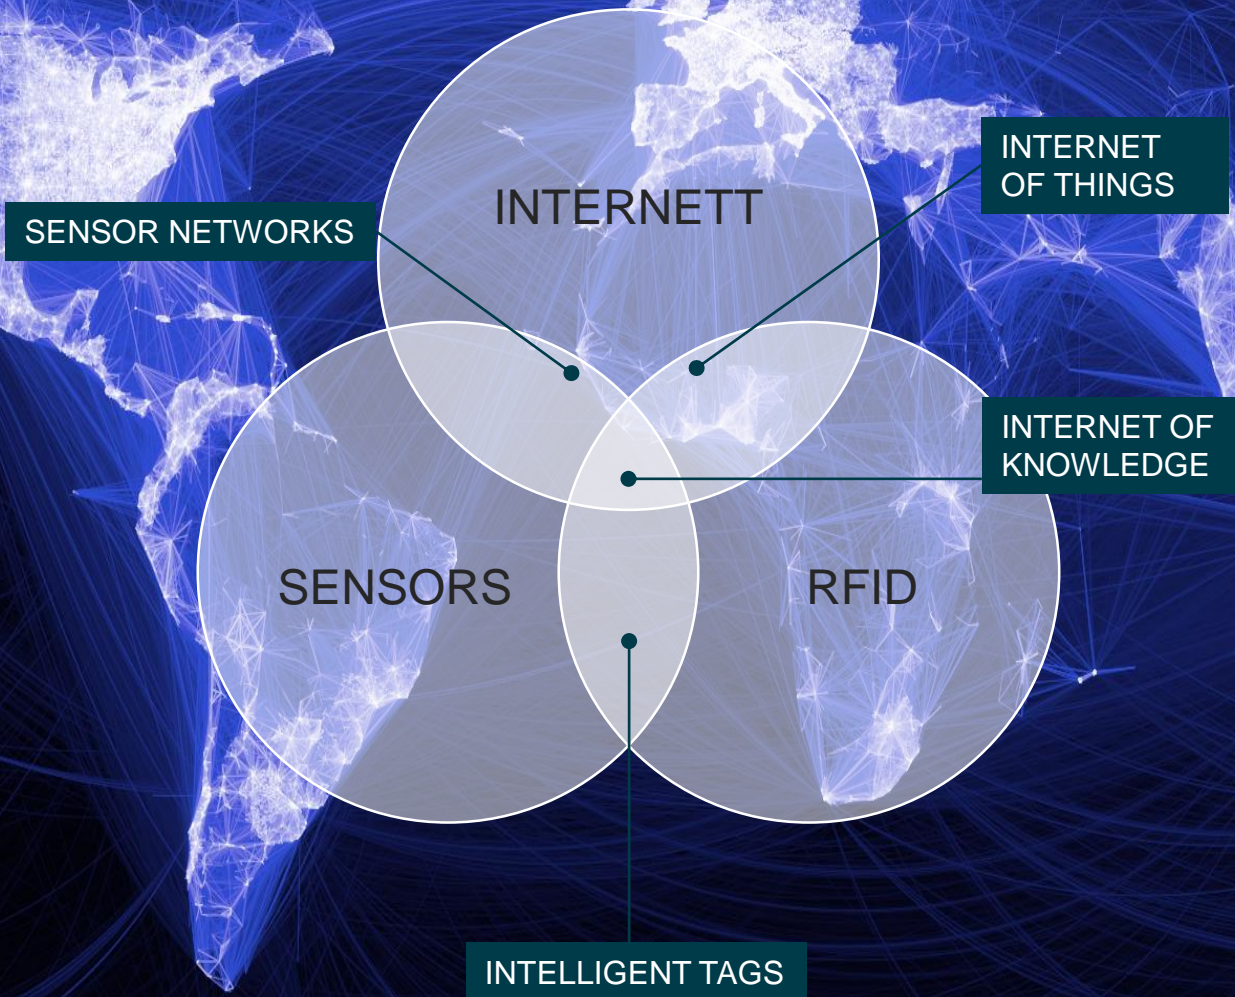 INTERNETT
INTERNET
OF THINGS
SENSOR NETWORKS
INTERNET OF
KNOWLEDGE
SENSORS
RFID
INTELLIGENT TAGS